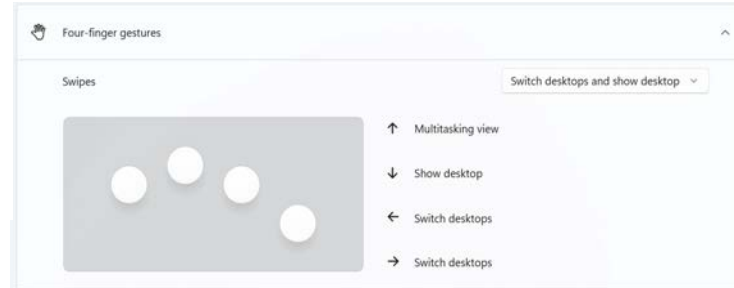 Four-finger gestures
Swipes
Switch desktops and show desktop
↑ Multitasking view
↓ Show desktop
← Switch desktops
→ Switch desktops